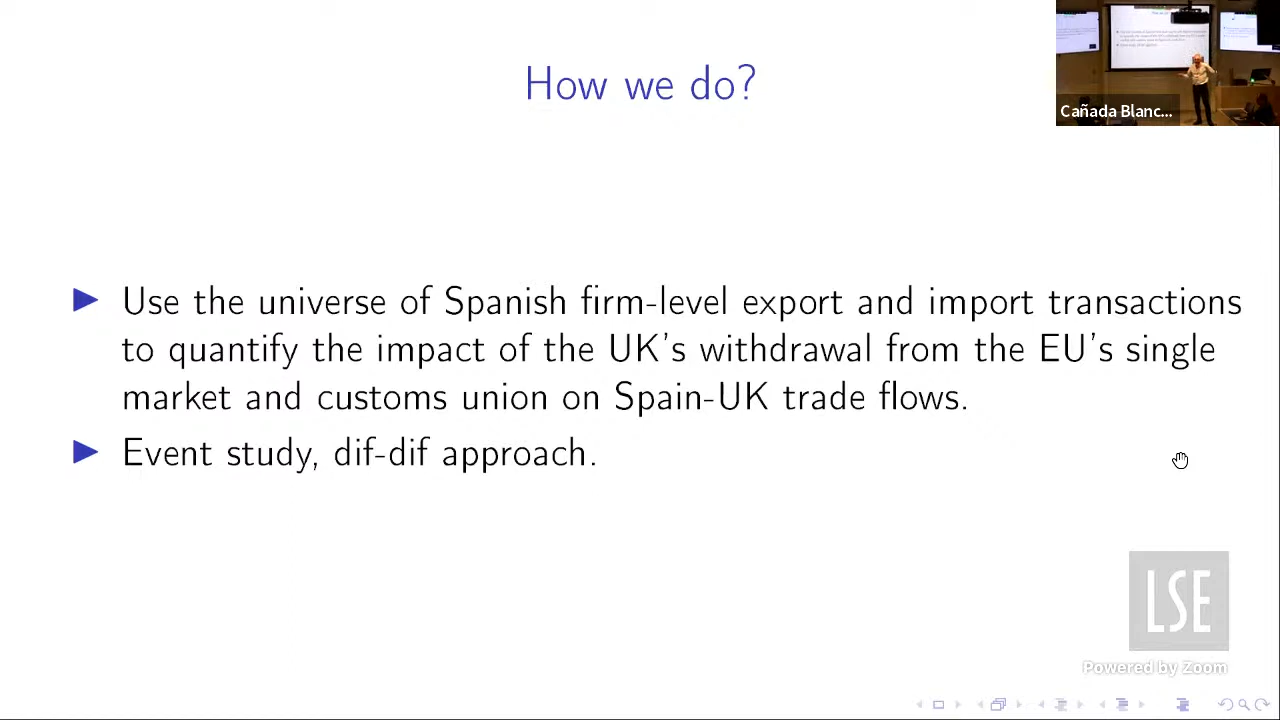 How we do?
Cañada Blanc...
Use the universe of Spanish firm-level export and import transactions
to quantify the impact of the UK's withdrawal from the EU's single
market and customs union on Spain-UK trade flows.
Event study, dif-dif approach.
LSE
Powered by Zoom